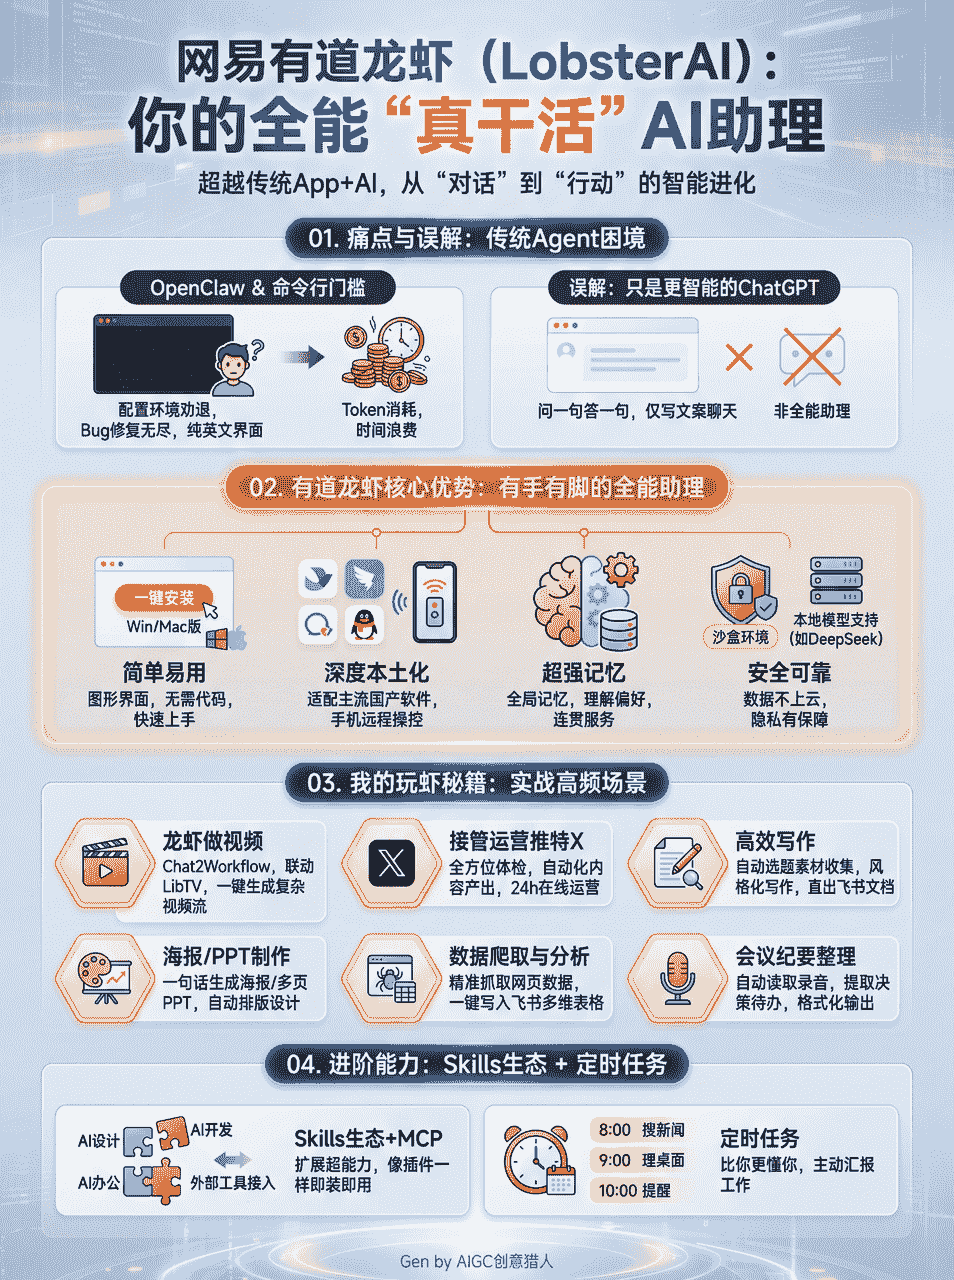 网易有道龙虾（LobsterAI）：
你的全能“真干活”AI助理
超越传统App+AI，从“对话”到“行动”的智能进化
01. 痛点与误解：传统Agent困境
OpenClaw & 命令行门槛
?
配置环境劝退，
Bug修复无尽，纯英文界面
Token消耗，
时间浪费
误解：只是更智能的ChatGPT
问一句答一句，仅写文案聊天
非全能助理
02. 有道龙虾核心优势：有手有脚的全能助理
一键安装
Win/Mac版
简单易用
图形界面，无需代码，
快速上手
深度本土化
适配主流国产软件，
手机远程操控
超强记忆
全局记忆，理解偏好，
连贯服务
沙盒环境
本地模型支持
（如DeepSeek）
安全可靠
数据不上云，
隐私有保障
03. 我的玩虾秘籍：实战高频场景
龙虾做视频
Chat2Workflow，联动
LibTV，一键生成复杂
视频流
接管运营推特X
全方位体检，自动化内
容产出，24h在线运营
高效写作
自动选题素材收集，风
格化写作，直出飞书文档
海报/PPT制作
一句话生成海报/多页
PPT，自动排版设计
数据爬取与分析
精准抓取网页数据，
一键写入飞书多维表格
会议纪要整理
自动读取录音，提取决
策待办，格式化输出
04. 进阶能力：Skills生态 + 定时任务
AI设计
AI开发
AI办公
外部工具接入
Skills生态+MCP
扩展超能力，像插件一
样即装即用
8:00 搜新闻
9:00 理桌面
10:00 提醒
定时任务
比你更懂你，主动汇报
工作
Gen by AIGC创意猎人